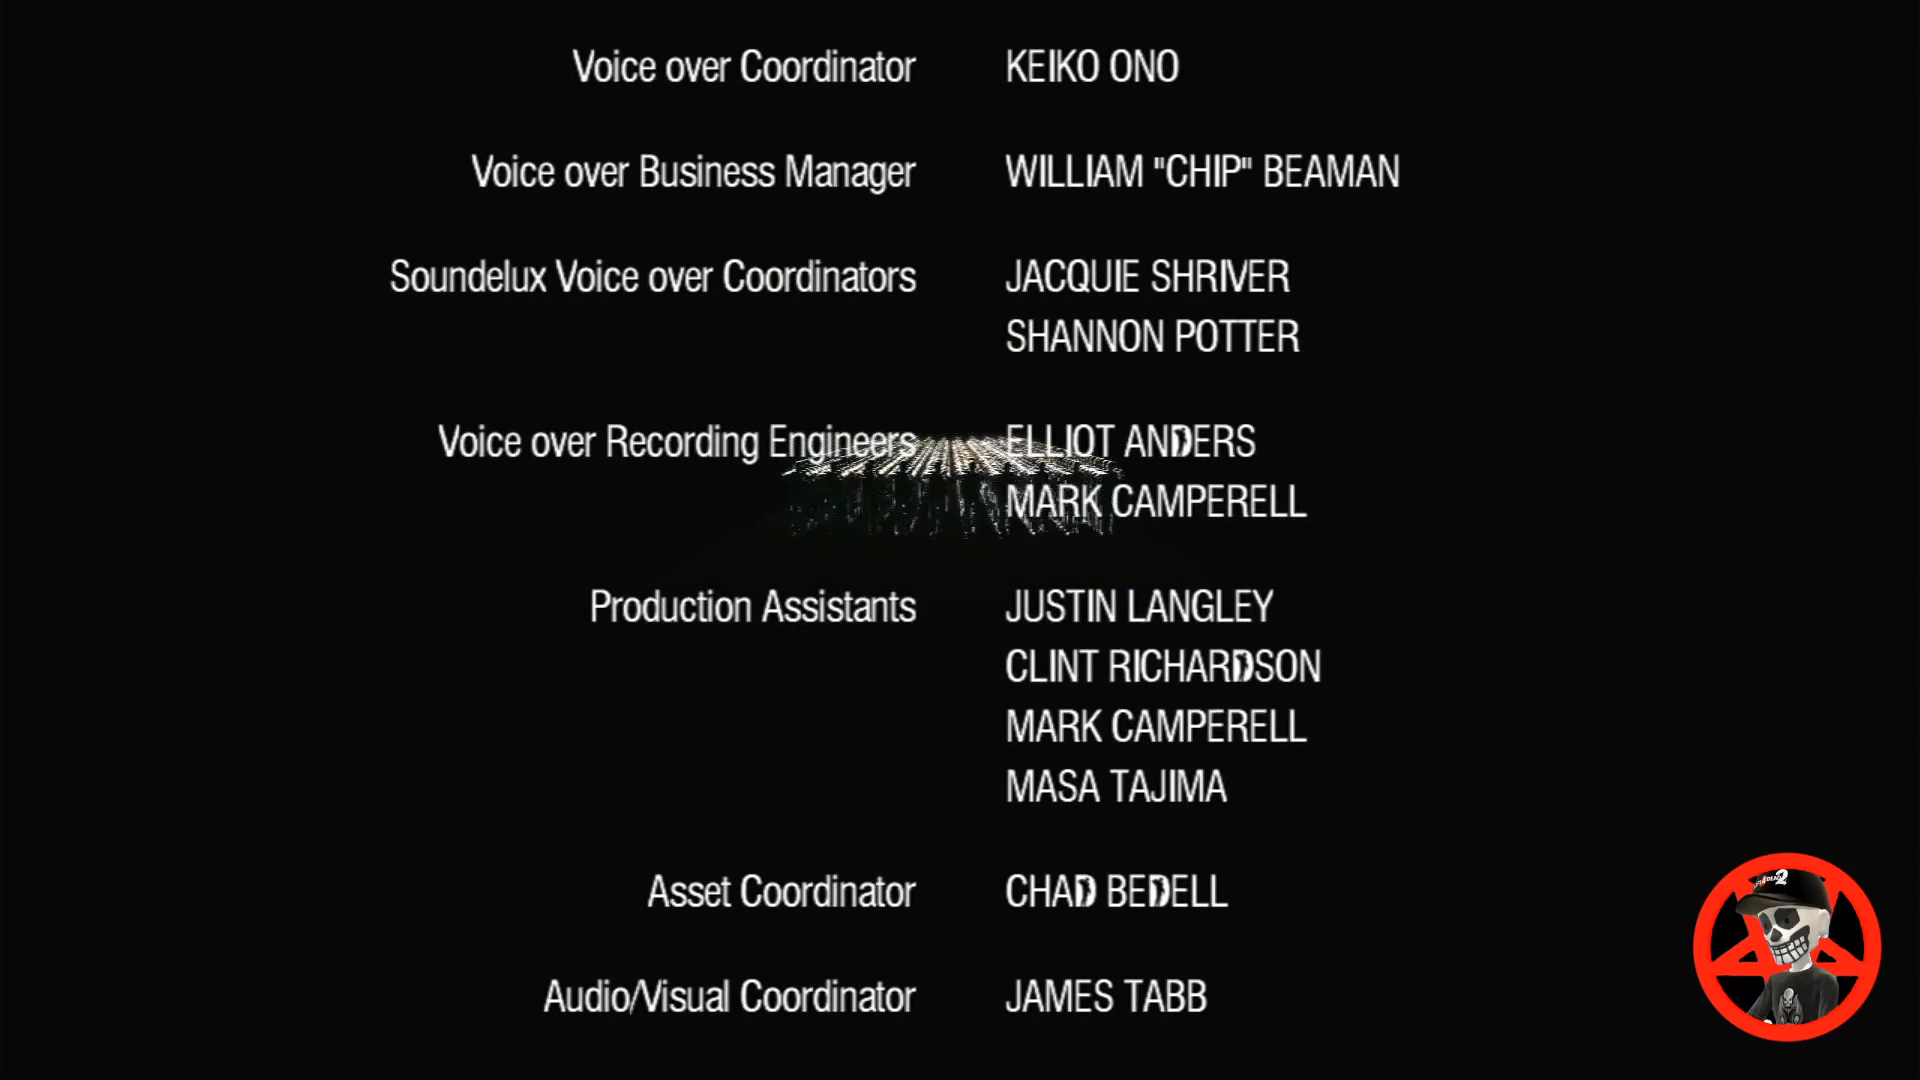 Voice over Coordinator KEIKO ONO
Voice over Business Manager WILLIAM "CHIP" BEAMAN
Soundelux Voice over Coordinators JACQUIE SHRIVER
SHANNON POTTER
Voice over Recording Engineers ELLIOT ANDERS
MARK CAMPERELL
Production Assistants JUSTIN LANGLEY
CLINT RICHARDSON
MARK CAMPERELL
MASA TAJIMA
Asset Coordinator CHAD BEDELL
Audio/Visual Coordinator JAMES TABB